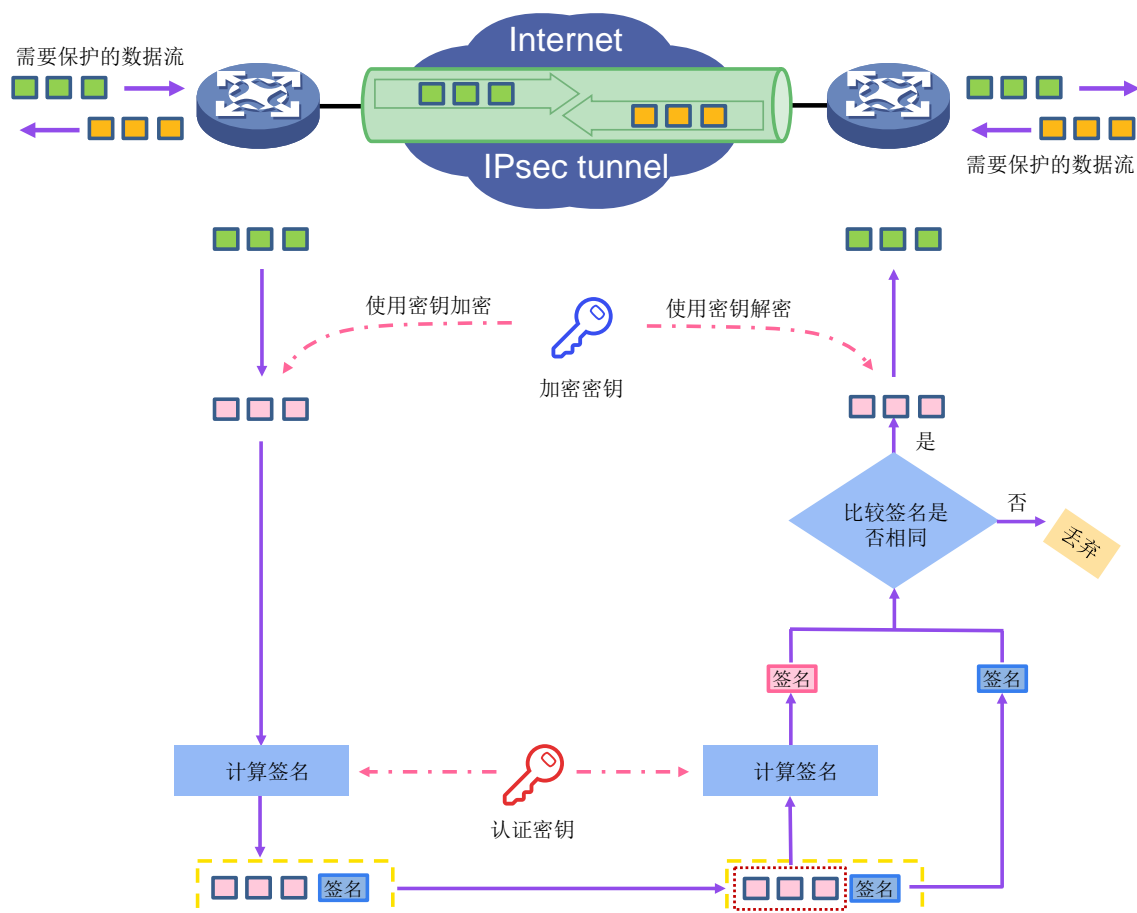 Internet
需要保护的数据流
IPsec tunnel
需要保护的数据流
使用密钥加密
使用密钥解密
加密密钥
是
比较签名是
否相同
否
丢弃
签名
签名
计算签名
计算签名
认证密钥
签名
签名